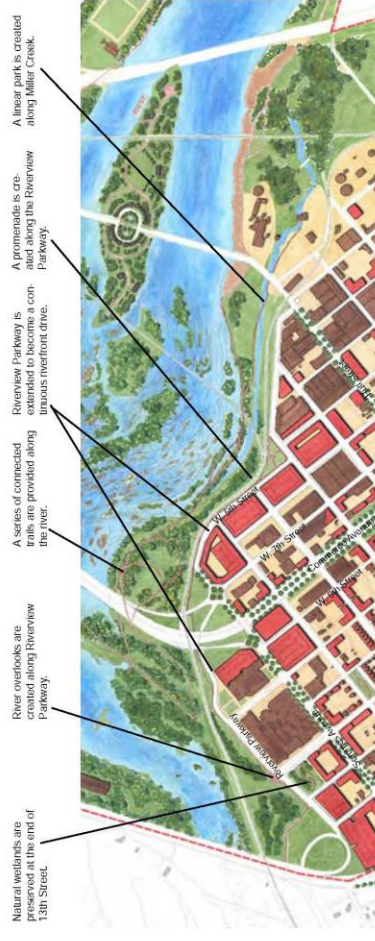 Natural wetlands are
preserved at the end of
13th Street.
River overlooks are
created along Riverview
Parkway.
A series of connected
trails are provided along
the river.
Riverview Parkway is
extended to become a con-
tinuous riverfront drive.
A promenade is cre-
ated along the Riverview
Parkway.
A linear park is created
along Miller Creek.
Riverview Parkway
W. 6th Street
W. 7th Street
Hull Street